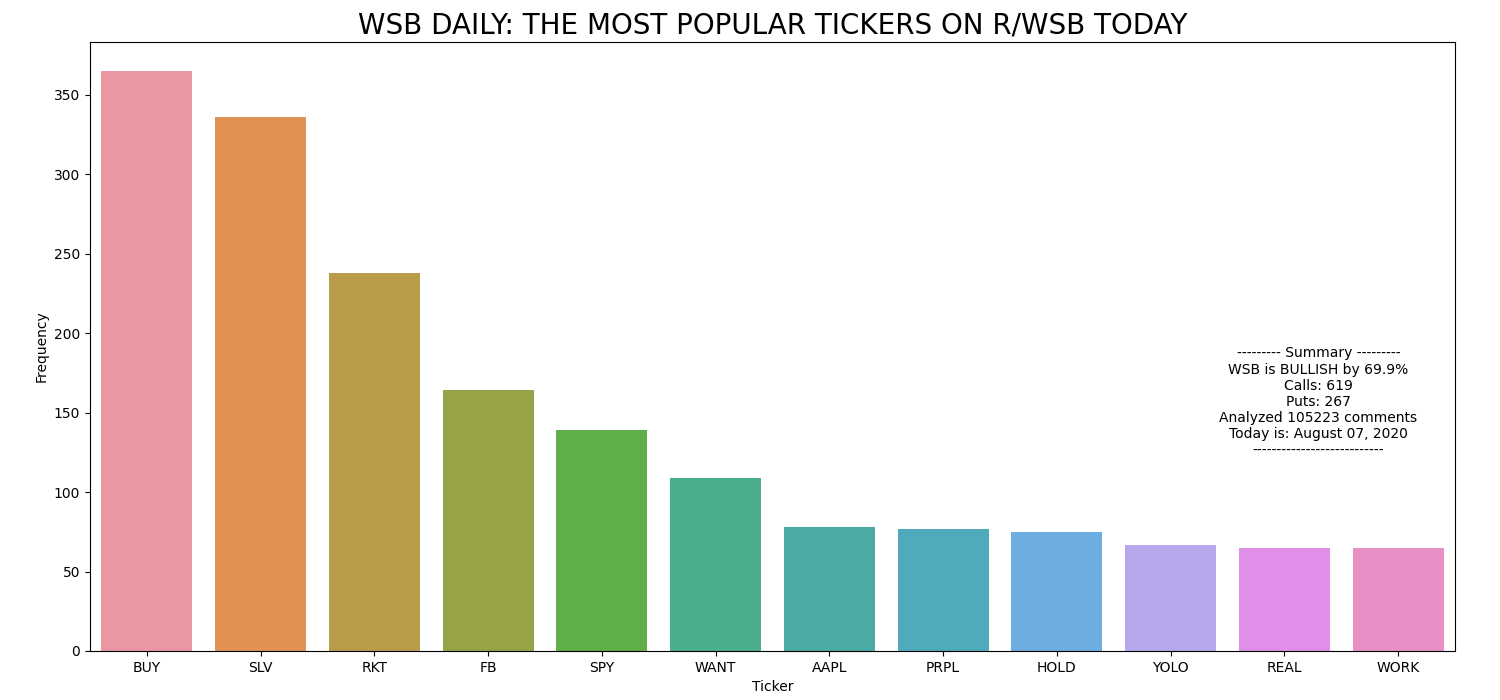 WSB DAILY: THE MOST POPULAR TICKERS ON R/WSB TODAY
350
300
250
200
150
100
50
0
Frequency
--------- Summary ---------
WSB is BULLISH by 69.9%
Calls: 619
Puts: 267
Analyzed 105223 comments
Today is: August 07, 2020
---------------------------
BUY SLV RKT FB SPY WANT AAPL PRPL HOLD YOLO REAL WORK
Ticker